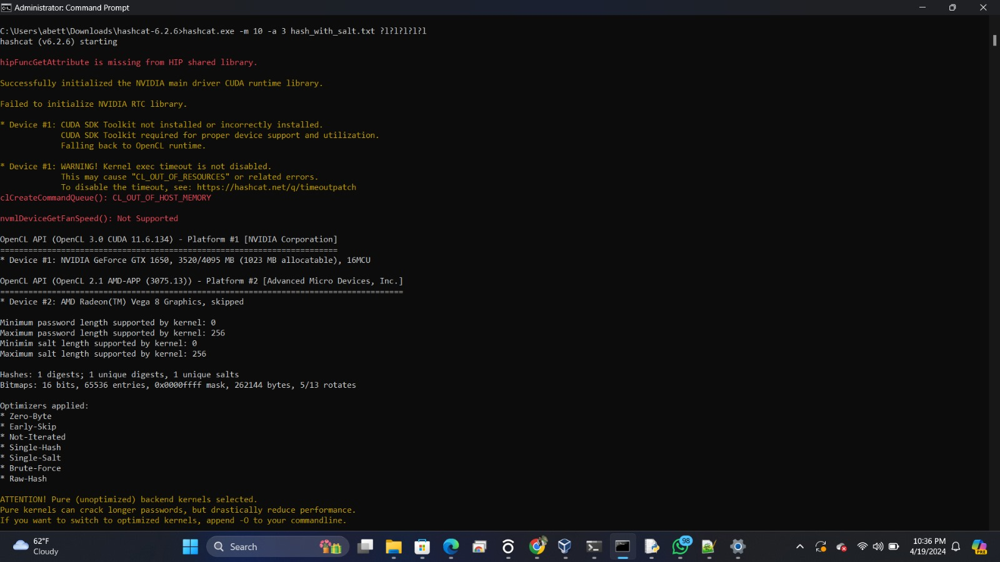 Administrator: Command Prompt
C:\Users\abett\Downloads\hashcat-6.2.6>hashcat.exe -m 10 -a 3 hash_with_salt.txt ?l?l?l?l?l
hashcat (v6.2.6) starting
hipFuncGetAttribute is missing from HIP shared library.
Successfully initialized the NVIDIA main driver CUDA runtime library.
Failed to initialize NVIDIA RTC library.
* Device #1: CUDA SDK Toolkit not installed or incorrectly installed.
CUDA SDK Toolkit required for proper device support and utilization.
Falling back to OpenCL runtime.
* Device #1: WARNING! Kernel exec timeout is not disabled.
This may cause "CL_OUT_OF_RESOURCES" or related errors.
To disable the timeout, see: https://hashcat.net/q/timeoutpatch
clCreateCommandQueue(): CL_OUT_OF_HOST_MEMORY
nvmlDeviceGetFanSpeed(): Not Supported
OpenCL API (OpenCL 3.0 CUDA 11.6.134) - Platform #1 [NVIDIA Corporation]
========================================================================
* Device #1: NVIDIA GeForce GTX 1650, 3520/4095 MB (1023 MB allocatable), 16MCU
OpenCL API (OpenCL 2.1 AMD-APP (3075.13)) - Platform #2 [Advanced Micro Devices, Inc.]
======================================================================================
* Device #2: AMD Radeon(TM) Vega 8 Graphics, skipped
Minimum password length supported by kernel: 0
Maximum password length supported by kernel: 256
Minimim salt length supported by kernel: 0
Maximum salt length supported by kernel: 256
Hashes: 1 digests; 1 unique digests, 1 unique salts
Bitmaps: 16 bits, 65536 entries, 0x0000ffff mask, 262144 bytes, 5/13 rotates
Optimizers applied:
* Zero-Byte
* Early-Skip
* Not-Iterated
* Single-Hash
* Single-Salt
* Brute-Force
* Raw-Hash
ATTENTION! Pure (unoptimized) backend kernels selected.
Pure kernels can crack longer passwords, but drastically reduce performance.
If you want to switch to optimized kernels, append -O to your commandline.
62°F
Cloudy
Search
98
10:36 PM
4/19/2024
PRE